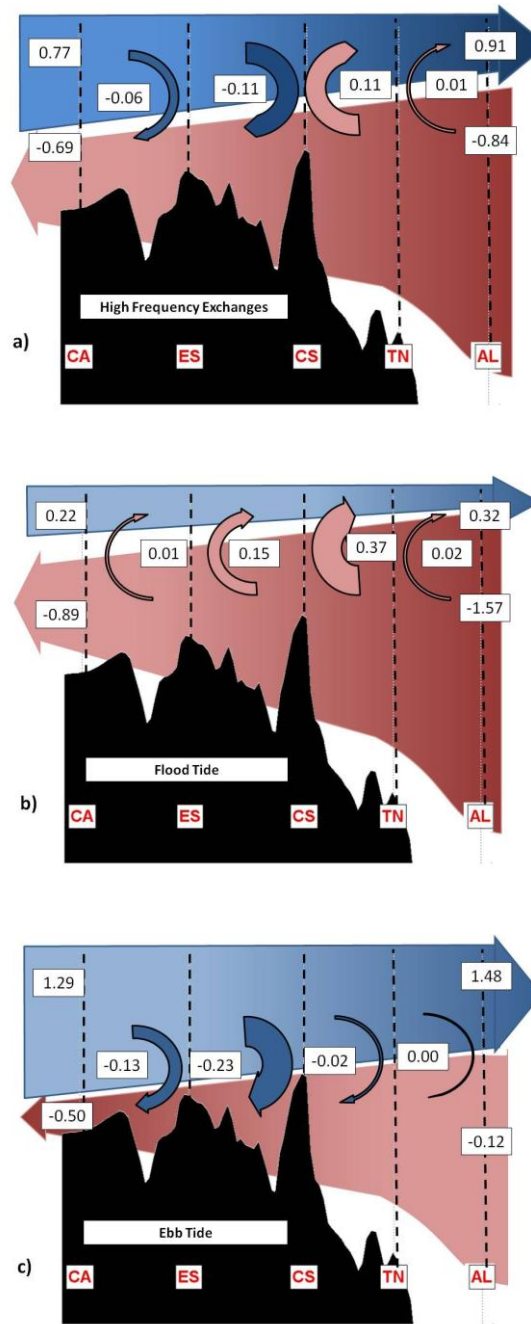 0.77
0.91
-0.06
-0.11
0.11
0.01
-0.69
-0.84
High Frequency Exchanges
a)
CA ES CS TN AL
0.22
0.32
0.01
0.15
0.37
0.02
-0.89
-1.57
Flood Tide
b)
CA ES CS TN AL
1.29
1.48
-0.13
-0.23
-0.02
0.00
-0.50
-0.12
Ebb Tide
c)
CA ES CS TN AL